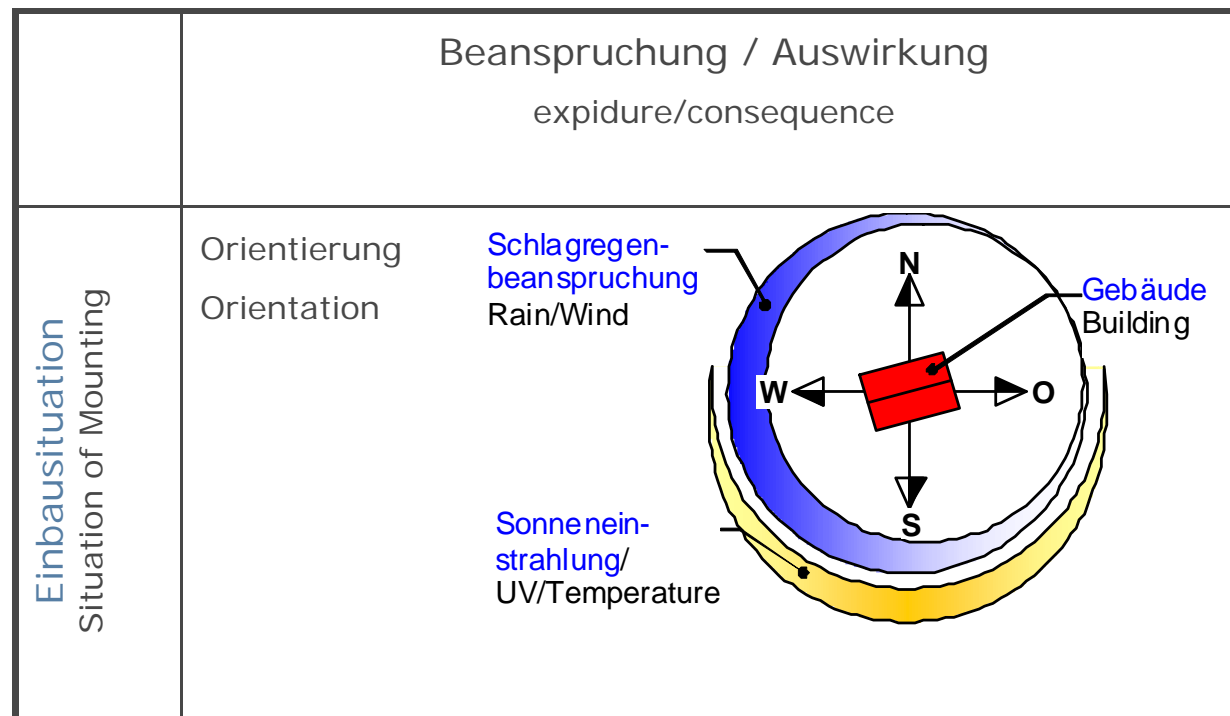 Beanspruchung / Auswirkung
expidure/consequence
Einbausituation
Situation of Mounting
Orientierung
Orientation
Schlagregen-
beanspruchung
Rain/Wind
N
Gebäude
Building
W
O
S
Sonnenein-
strahlung/
UV/Temperature